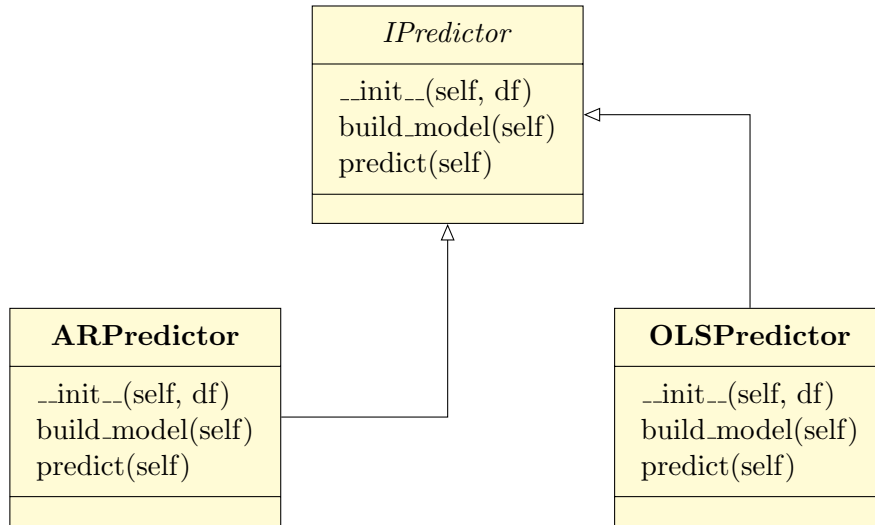 IPredictor
__init__(self, df)
build_model(self)
predict(self)
ARPredictor
__init__(self, df)
build_model(self)
predict(self)
OLSPredictor
__init__(self, df)
build_model(self)
predict(self)